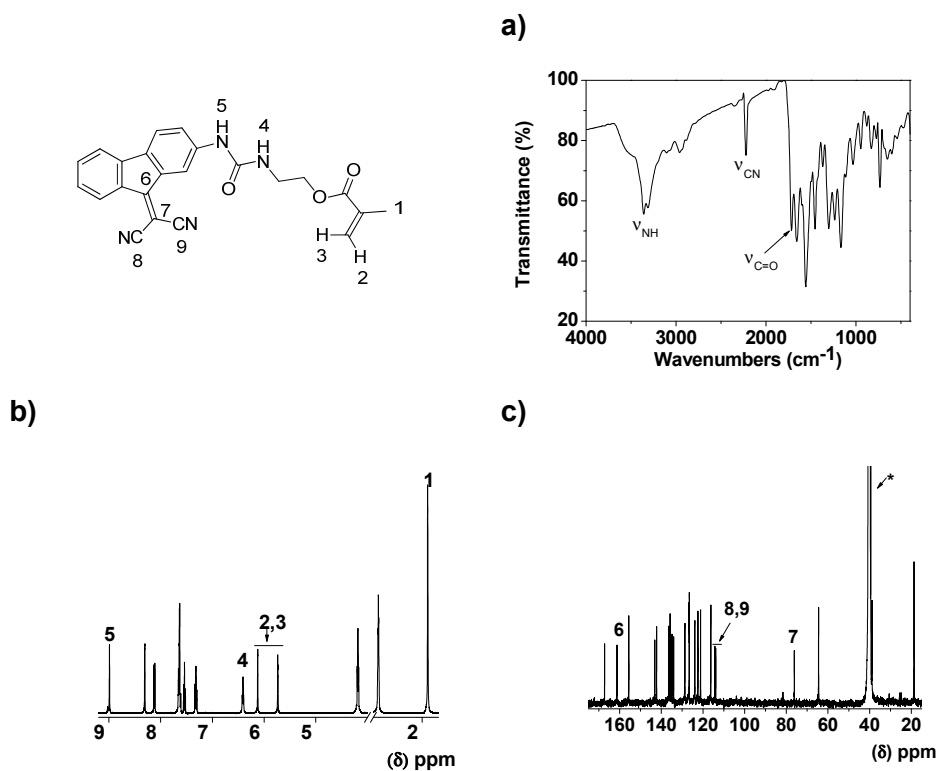 a)
5
H
N
4
H
N
O
O
O
1
6
7
NC
CN
8
9
H
3
H
2
Transmittance (%)
100
80
60
40
20
νNH
νCN
νC=O
4000 3000 2000 1000
Wavenumbers (cm-1)
b)
5
4
2,3
1
9 8 7 6 5 2
(δ) ppm
c)
6
8,9
7
*
160 140 120 100 80 60 40 20
(δ) ppm